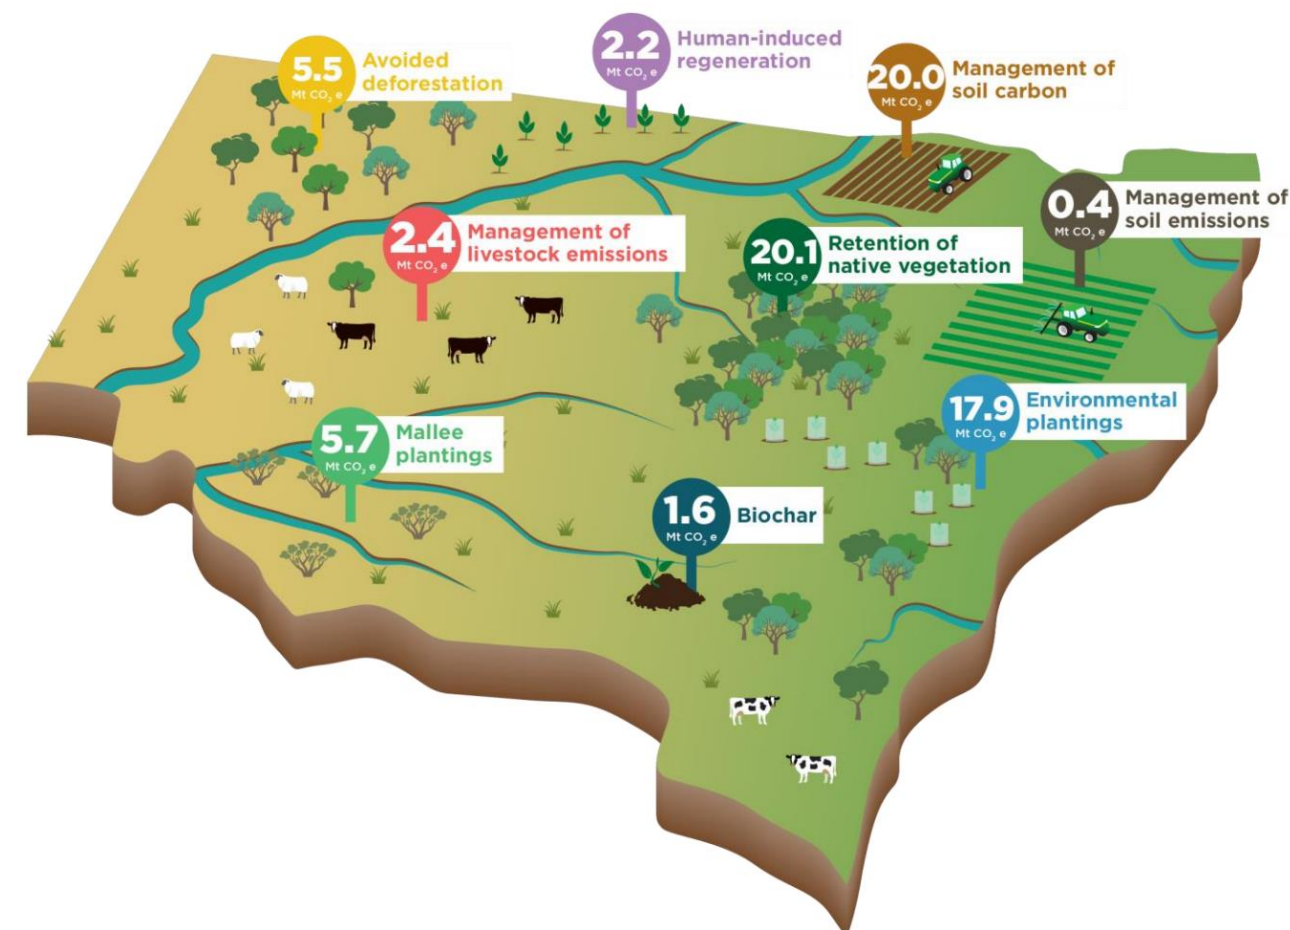 5.5
Mt CO₂ e
Avoided
deforestation
2.2
Mt CO₂ e
Human-induced
regeneration
20.0
Mt CO₂ e
Management of
soil carbon
0.4
Mt CO₂ e
Management of
soil emissions
2.4
Mt CO₂ e
Management of
livestock emissions
20.1
Mt CO₂ e
Retention of
native vegetation
5.7
Mt CO₂ e
Mallee
plantings
17.9
Mt CO₂ e
Environmental
plantings
1.6
Mt CO₂ e
Biochar